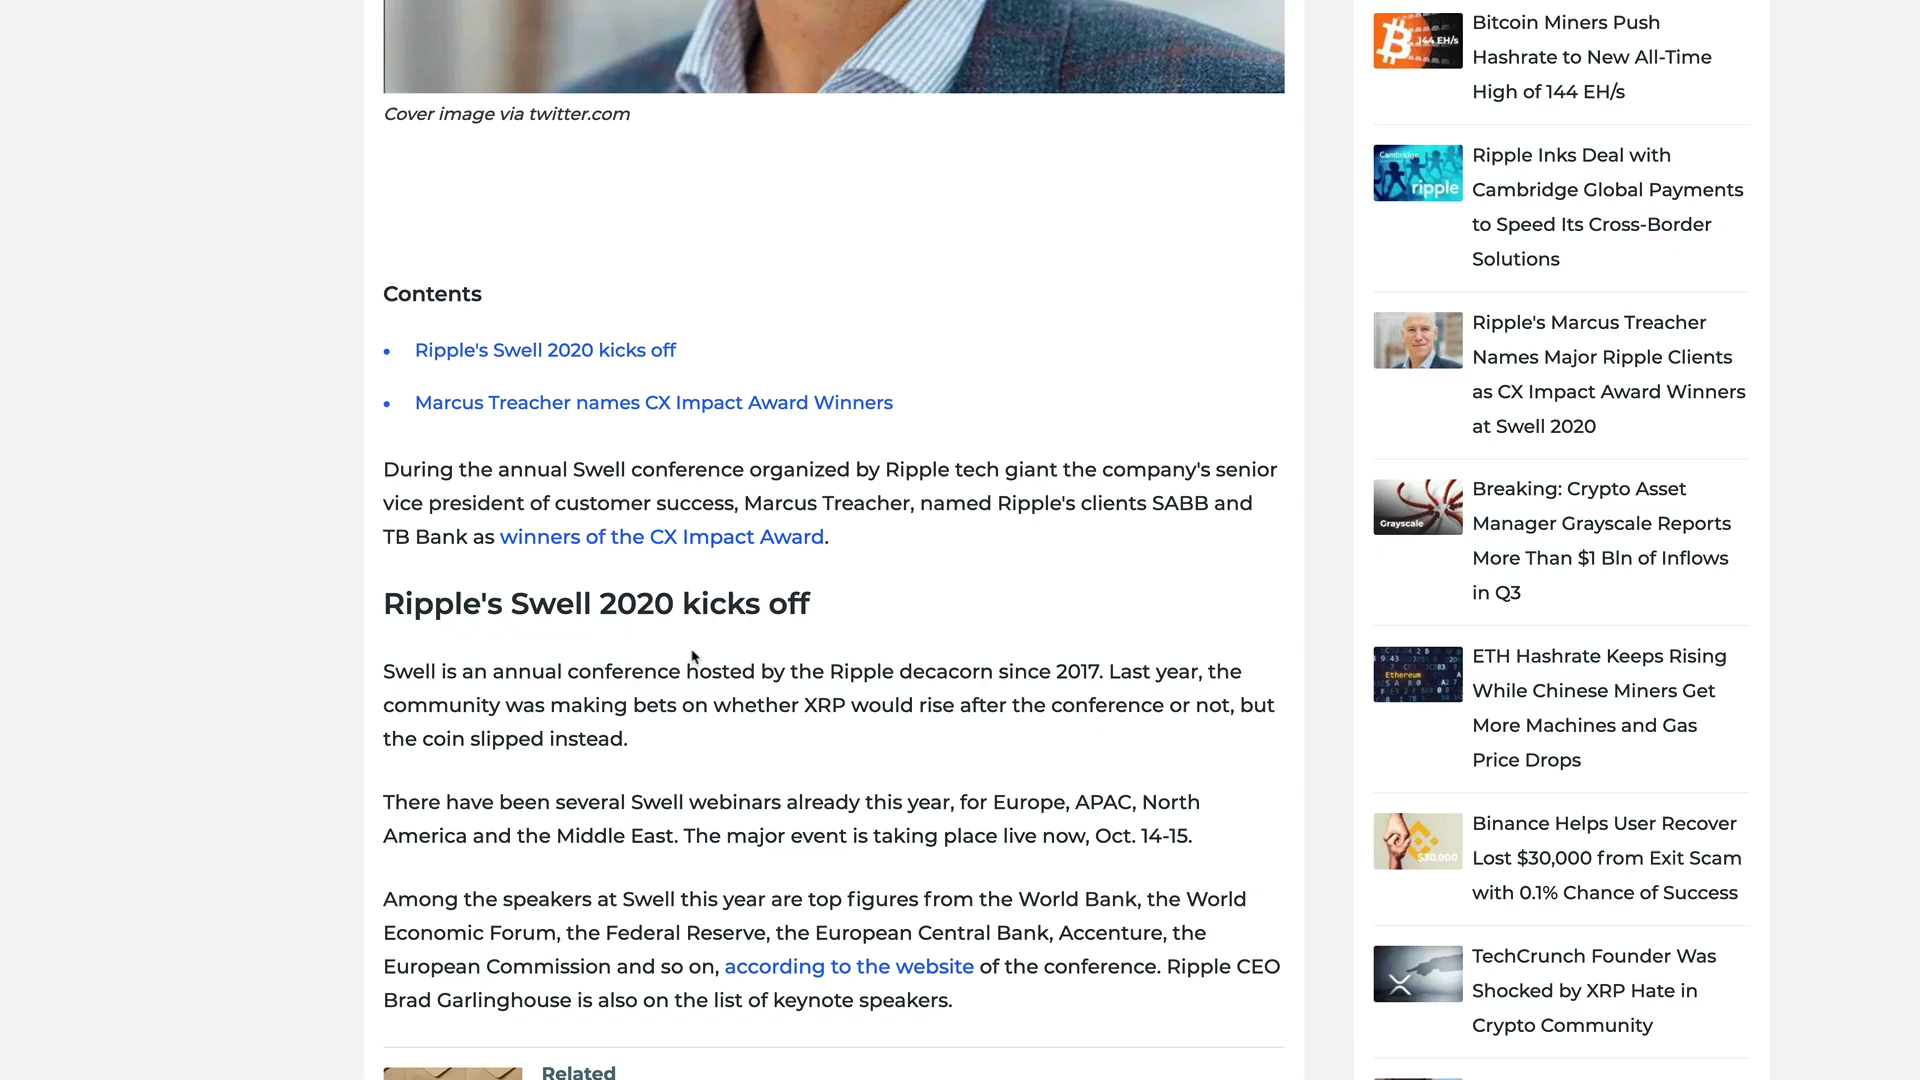 Cover image via twitter.com
Contents
Ripple's Swell 2020 kicks off
Marcus Treacher names CX Impact Award Winners
During the annual Swell conference organized by Ripple tech giant the company's senior
vice president of customer success, Marcus Treacher, named Ripple's clients SABB and
TB Bank as winners of the CX Impact Award.
Ripple's Swell 2020 kicks off
Swell is an annual conference hosted by the Ripple decacorn since 2017. Last year, the
community was making bets on whether XRP would rise after the conference or not, but
the coin slipped instead.
There have been several Swell webinars already this year, for Europe, APAC, North
America and the Middle East. The major event is taking place live now, Oct. 14-15.
Among the speakers at Swell this year are top figures from the World Bank, the World
Economic Forum, the Federal Reserve, the European Central Bank, Accenture, the
European Commission and so on, according to the website of the conference. Ripple CEO
Brad Garlinghouse is also on the list of keynote speakers.
Related
144 EH/s
Bitcoin Miners Push
Hashrate to New All-Time
High of 144 EH/s
Cambridge
ripple
Ripple Inks Deal with
Cambridge Global Payments
to Speed Its Cross-Border
Solutions
Ripple's Marcus Treacher
Names Major Ripple Clients
as CX Impact Award Winners
at Swell 2020
Grayscale
Breaking: Crypto Asset
Manager Grayscale Reports
More Than $1 Bln of Inflows
in Q3
Ethereum
ETH Hashrate Keeps Rising
While Chinese Miners Get
More Machines and Gas
Price Drops
$30,000
Binance Helps User Recover
Lost $30,000 from Exit Scam
with 0.1% Chance of Success
TechCrunch Founder Was
Shocked by XRP Hate in
Crypto Community